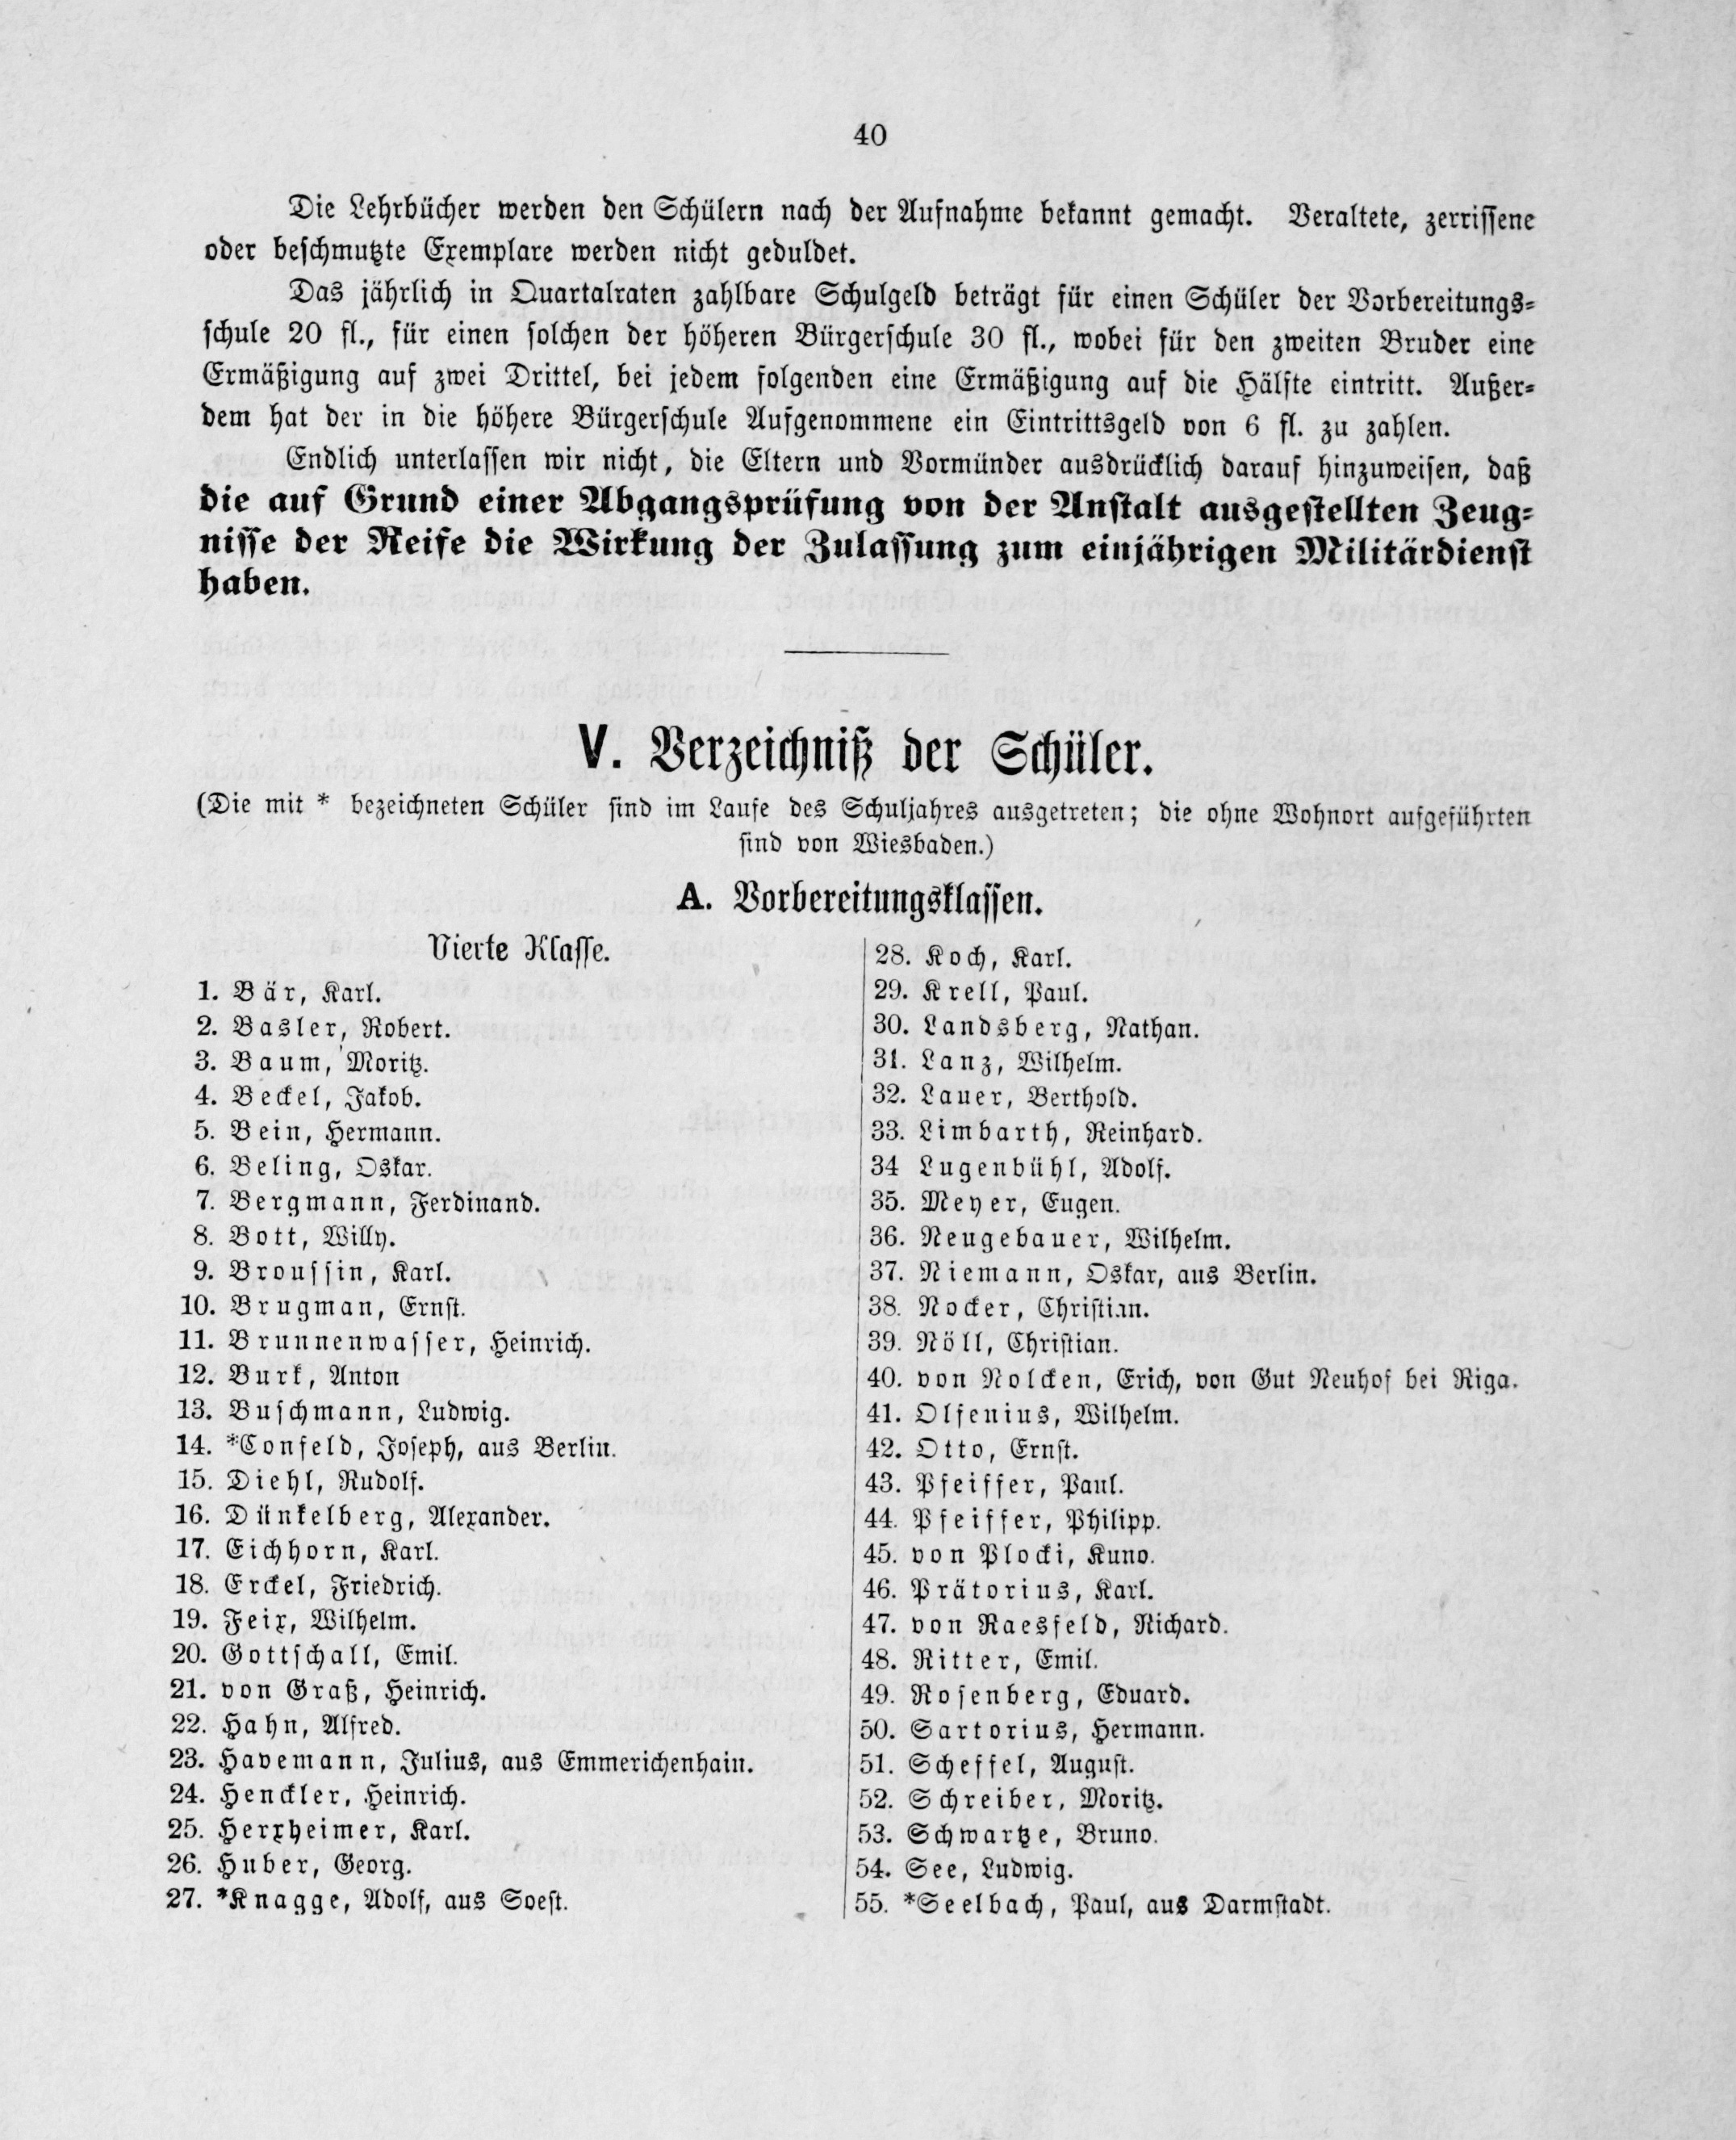 40
Die Lehrbücher werden den Schülern nach der Aufnahme bekannt gemacht. Veraltete, zerrissene
oder beschmutzte Exemplare werden nicht geduldet.
Das jährlich in Quartalraten zahlbare Schulgeld beträgt für einen Schüler der Vorbereitungs-
schule 20 fl., für einen solchen der höheren Bürgerschule 30 fl., wobei für den zweiten Bruder eine
Ermäßigung auf zwei Drittel, bei jedem folgenden eine Ermäßigung auf die Hälfte eintritt. Außer-
dem hat der in die höhere Bürgerschule Aufgenommene ein Eintrittsgeld von 6 fl. zu zahlen.
Endlich unterlassen wir nicht, die Eltern und Vormünder ausdrücklich darauf hinzuweisen, daß
die auf Grund einer Abgangsprüfung von der Anstalt ausgestellten Zeug-
nisse der Reife die Wirkung der Zulassung zum einjährigen Militärdienst
haben.
V. Verzeichniß der Schüler.
(Die mit * bezeichneten Schüler sind im Laufe des Schuljahres ausgetreten; die ohne Wohnort aufgeführten
sind von Wiesbaden.)
A. Vorbereitungsklassen.
Vierte Klasse.
1. Bär, Karl.
2. Basler, Robert.
3. Baum, Moritz.
4. Beckel, Jakob.
5. Bein, Hermann.
6. Beling, Oskar.
7. Bergmann, Ferdinand.
8. Bott, Willy.
9. Broussin, Karl.
10. Brugman, Ernst.
11. Brunnenwasser, Heinrich.
12. Burk, Anton
13. Buschmann, Ludwig.
14. *Confeld, Joseph, aus Berlin.
15. Diehl, Rudolf.
16. Dünkelberg, Alexander.
17. Eichhorn, Karl.
18. Erckel, Friedrich.
19. Feix, Wilhelm.
20. Gottschall, Emil.
21. von Graß, Heinrich.
22. Hahn, Alfred.
23. Havemann, Julius, aus Emmerichenhain.
24. Henckler, Heinrich.
25. Herxheimer, Karl.
26. Huber, Georg.
27. *Knagge, Adolf, aus Soest.
28. Koch, Karl.
29. Krell, Paul.
30. Landsberg, Nathan.
31. Lanz, Wilhelm.
32. Lauer, Berthold.
33. Limbarth, Reinhard.
34 Lugenbühl, Adolf.
35. Meyer, Eugen.
36. Neugebauer, Wilhelm.
37. Niemann, Oskar, aus Berlin.
38. Nocker, Christian.
39. Nöll, Christian.
40. von Nolcken, Erich, von Gut Neuhof bei Riga.
41. Olfenius, Wilhelm.
42. Otto, Ernst.
43. Pfeiffer, Paul.
44. Pfeiffer, Philipp.
45. von Plocki, Kuno.
46. Prätorius, Karl.
47. von Raesfeld, Richard.
48. Ritter, Emil.
49. Rosenberg, Eduard.
50. Sartorius, Hermann.
51. Scheffel, August.
52. Schreiber, Moritz.
53. Schwartze, Bruno.
54. See, Ludwig.
55. *Seelbach, Paul, aus Darmstadt.